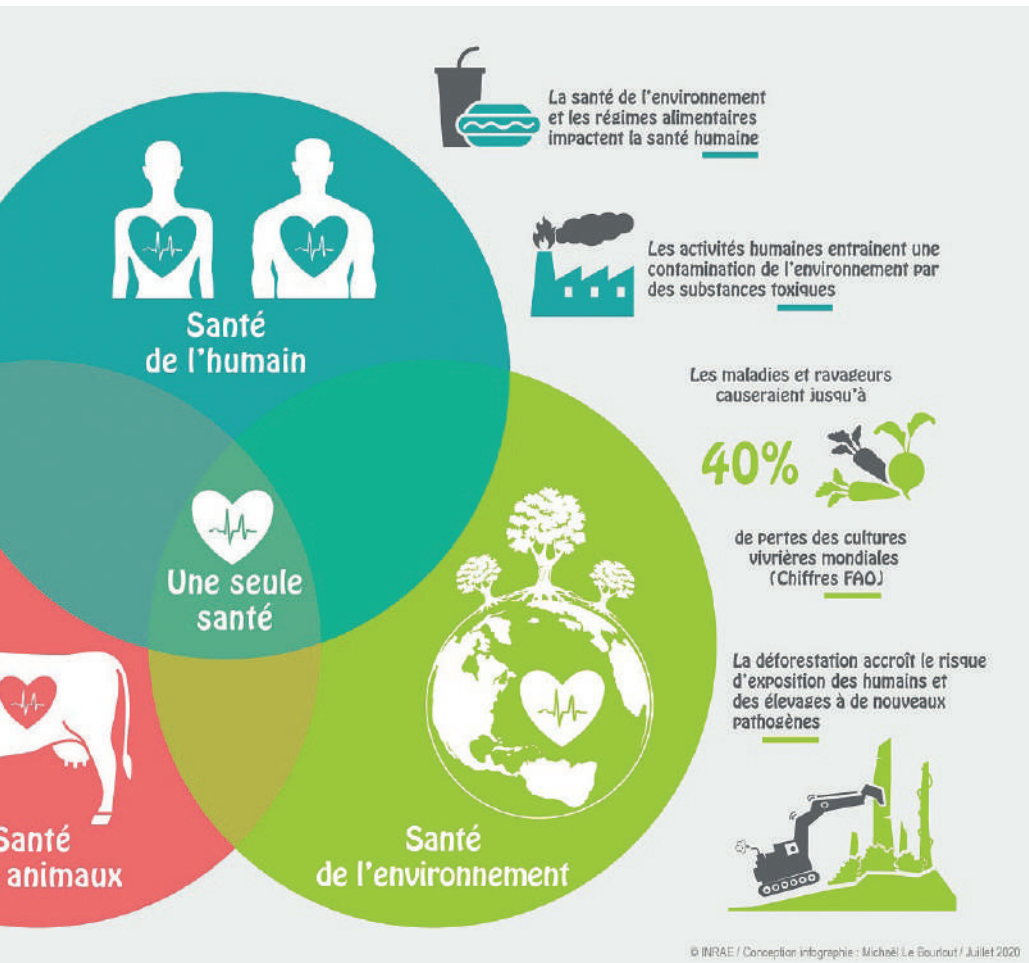 La santé de l'environnement
et les régimes alimentaires
impactent la santé humaine
Les activités humaines entrainent une
contamination de l'environnement par
des substances toxiques
Santé
de l'humain
Les maladies et ravageurs
causeraient jusqu'à
40%
de pertes des cultures
vivrières mondiales
(Chiffres FAO)
Une seule
santé
La déforestation accroît le risque
d'exposition des humains et
des élevages à de nouveaux
pathogènes
Santé
animaux
Santé
de l'environnement
© INRAE / Conception infographie : Michaël Le Bourlout / Juillet 2020